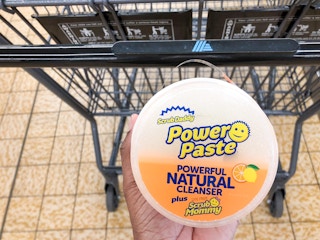 Scrub Daddy
Power
Paste
POWERFUL
NATURAL
CLEANSER
plus Scrub
Mommy